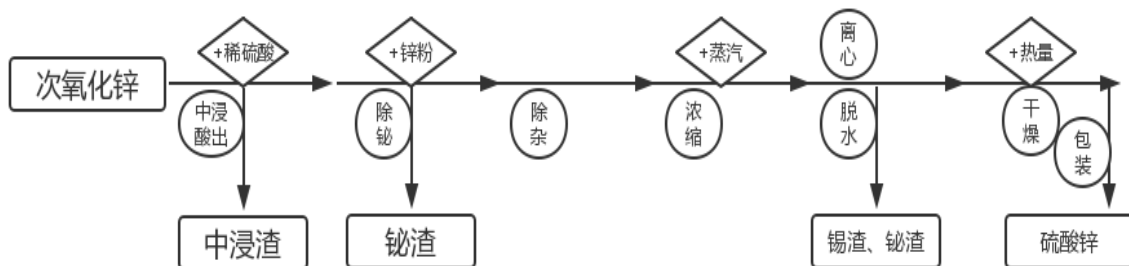 次氧化锌
+稀硫酸
中浸
酸出
中浸渣
+锌粉
除
铋
铋渣
除
杂
+蒸汽
浓
缩
离
心
脱
水
锡渣、铋渣
+热量
干
燥
包
装
硫酸锌